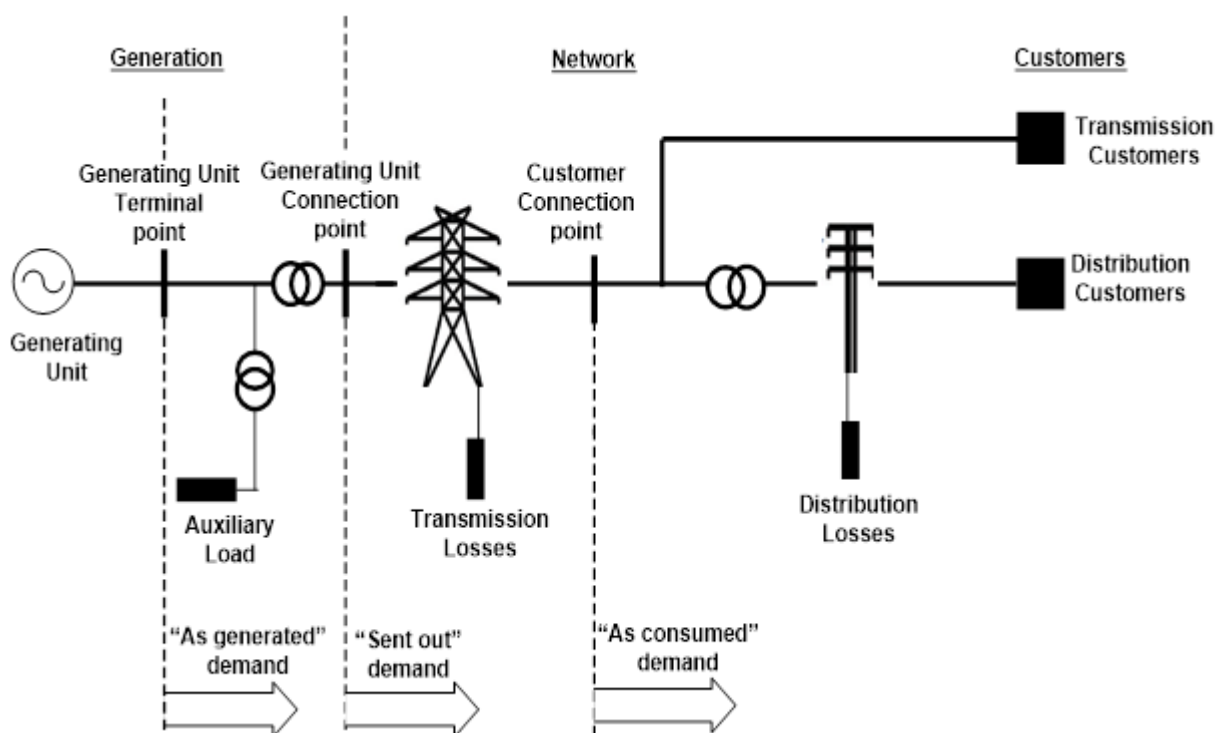 Generation
Network
Customers
Generating Unit
Terminal
point
Generating Unit
Connection
point
Customer
Connection
point
Transmission
Customers
Distribution
Customers
Generating
Unit
Auxiliary
Load
Transmission
Losses
Distribution
Losses
“As generated”
demand
“Sent out”
demand
“As consumed”
demand